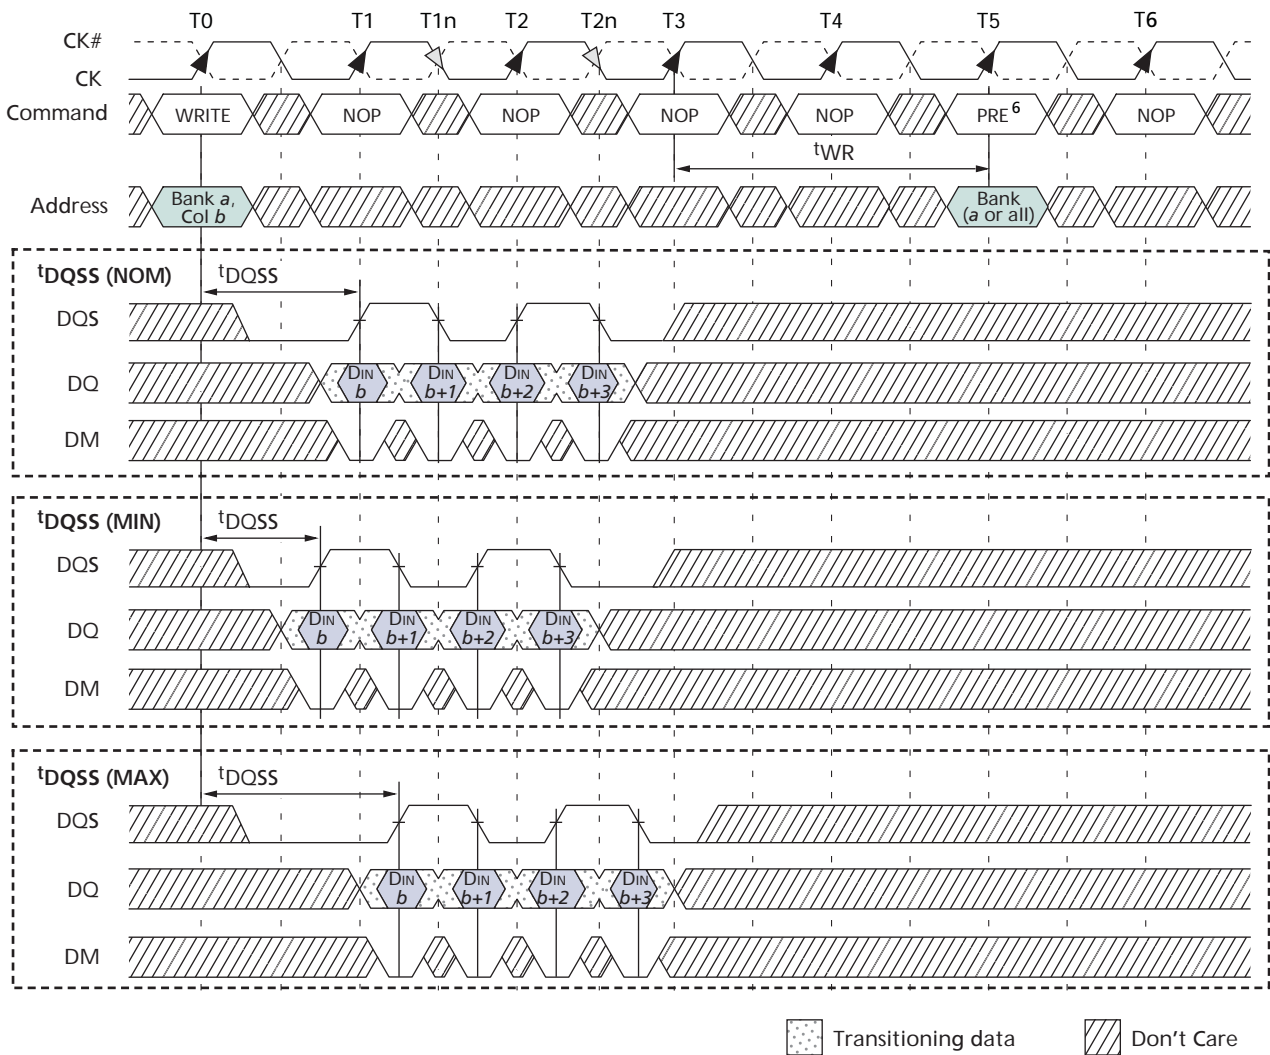 T0 T1 T1n T2 T2n T3 T4 T5 T6
CK#
CK
Command WRITE NOP NOP NOP NOP PRE6 NOP
tWR
Address Bank a, Col b Bank (a or all)
tDQSS (NOM) tDQSS
DQS
DQ DIN b DIN b+1 DIN b+2 DIN b+3
DM
tDQSS (MIN) tDQSS
DQS
DQ DIN b DIN b+1 DIN b+2 DIN b+3
DM
tDQSS (MAX) tDQSS
DQS
DQ DIN b DIN b+1 DIN b+2 DIN b+3
DM
Transitioning data Don't Care